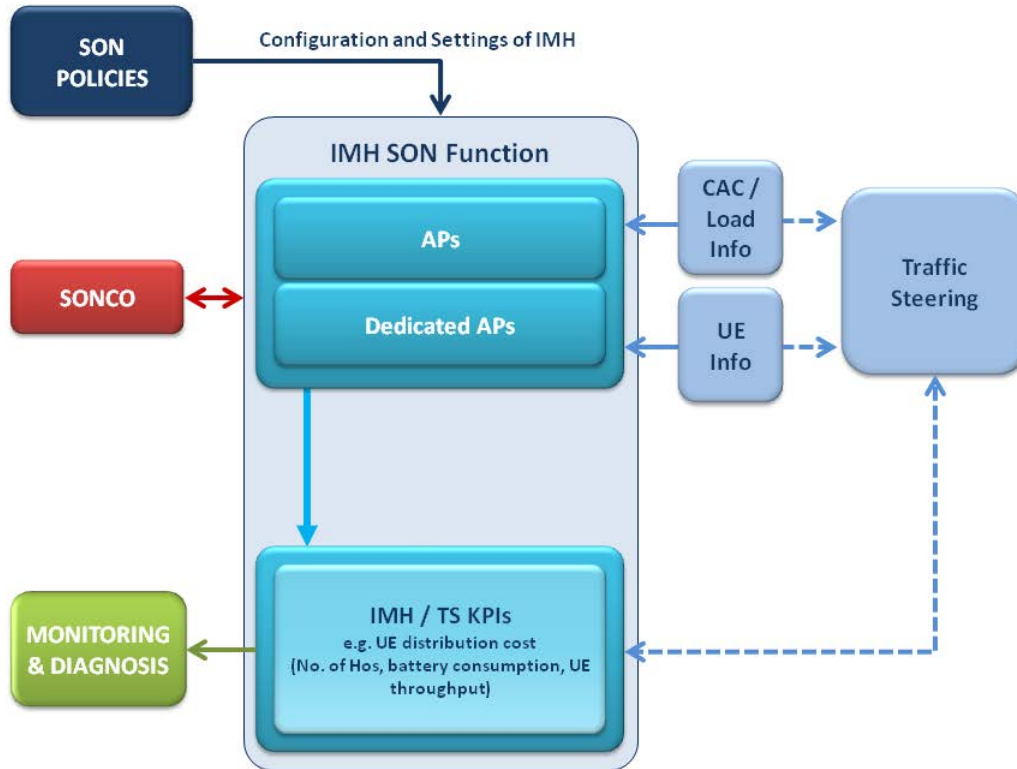 SON
POLICIES
Configuration and Settings of IMH
IMH SON Function
APs
Dedicated APs
CAC /
Load
Info
UE
Info
Traffic
Steering
SONCO
MONITORING
& DIAGNOSIS
IMH / TS KPIs
e.g. UE distribution cost
(No. of Hos, battery consumption, UE
throughput)